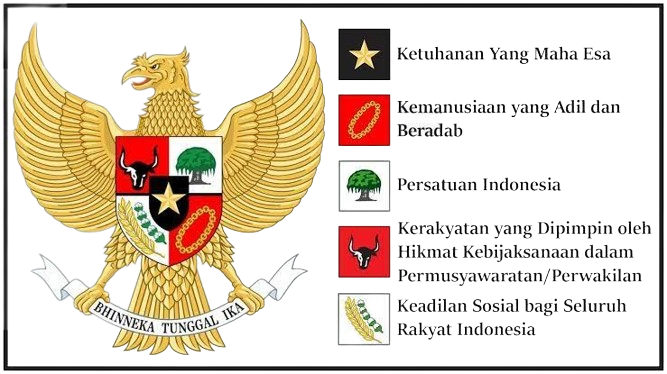 BHINNEKA TUNGGAL IKA
Ketuhanan Yang Maha Esa
Kemanusiaan yang Adil dan
Beradab
Persatuan Indonesia
Kerakyatan yang Dipimpin oleh
Hikmat Kebijaksanaan dalam
Permusyawaratan/Perwakilan
Keadilan Sosial bagi Seluruh
Rakyat Indonesia